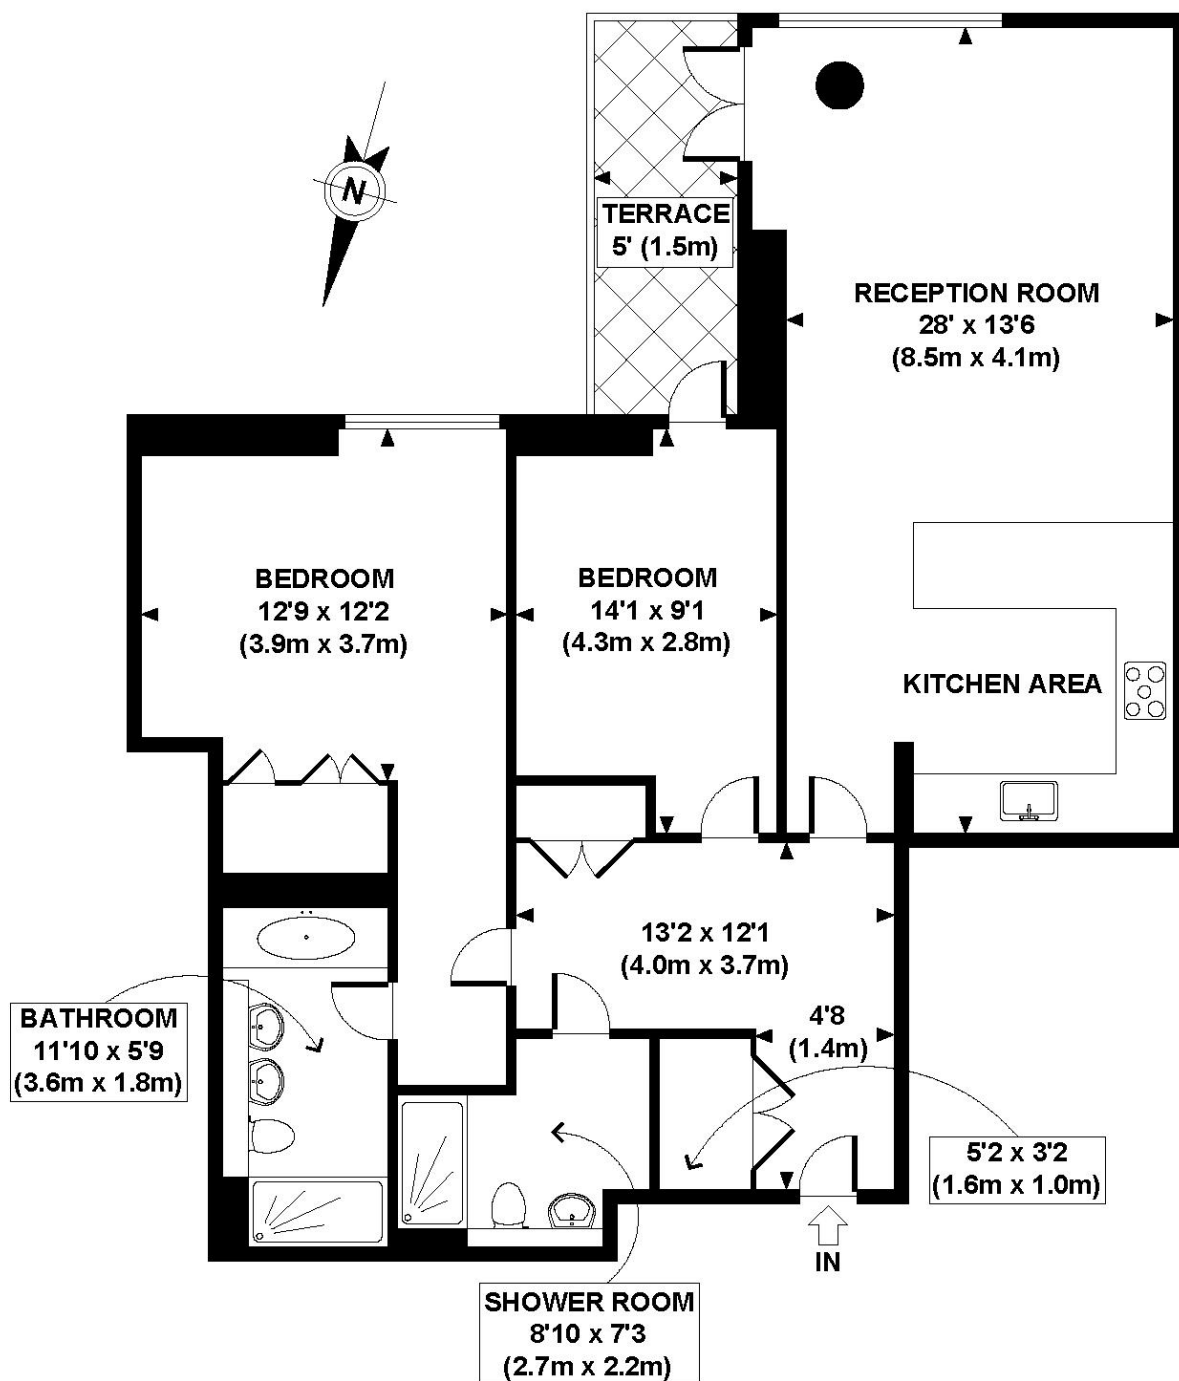 N
TERRACE
5' (1.5m)
RECEPTION ROOM
28' x 13'6
(8.5m x 4.1m)
BEDROOM
12'9 x 12'2
(3.9m x 3.7m)
BEDROOM
14'1 x 9'1
(4.3m x 2.8m)
KITCHEN AREA
13'2 x 12'1
(4.0m x 3.7m)
BATHROOM
11'10 x 5'9
(3.6m x 1.8m)
4'8
(1.4m)
5'2 x 3'2
(1.6m x 1.0m)
IN
SHOWER ROOM
8'10 x 7'3
(2.7m x 2.2m)